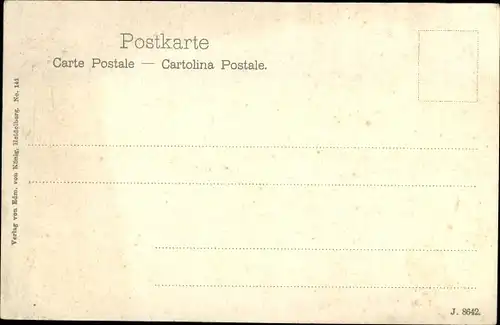 Postkarte
Carte Postale — Cartolina Postale.
Verlag von Edm. von König, Heidelberg. No. 141
J. 8642.